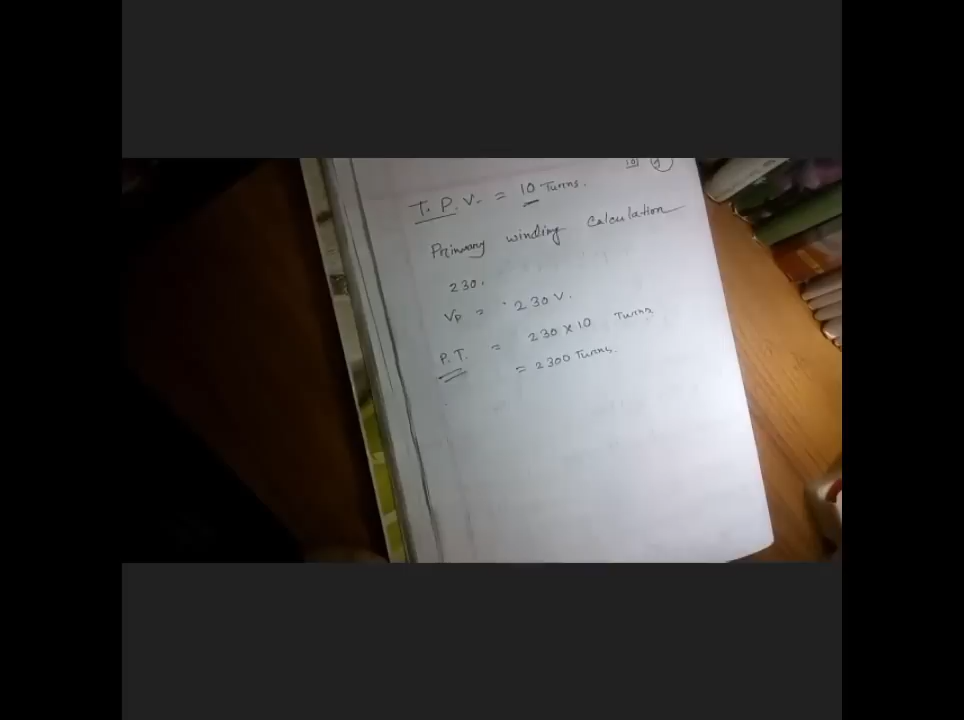 T. P. V. = 10 Turns.
Primary winding calculation
230.
Vp = 230 V.
P.T. = 230 × 10 Turns
= 2300 Turns.